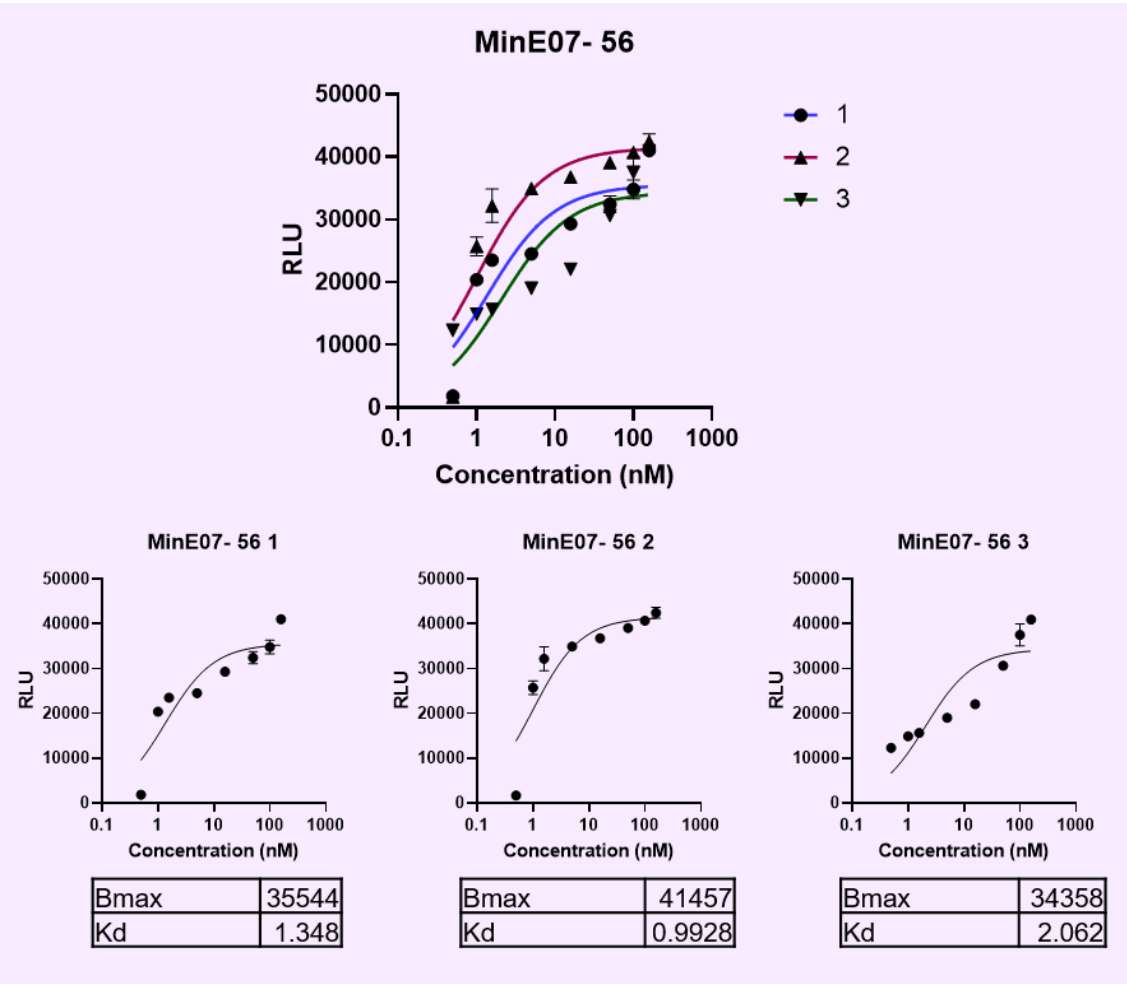 MinE07- 56
50000
40000
30000
20000
10000
0
RLU
0.1 1 10 100 1000
Concentration (nM)
1
2
3
MinE07- 56 1
50000
40000
30000
20000
10000
0
RLU
0.1 1 10 100 1000
Concentration (nM)
Bmax 35544
Kd 1.348
MinE07- 56 2
50000
40000
30000
20000
10000
0
RLU
0.1 1 10 100 1000
Concentration (nM)
Bmax 41457
Kd 0.9928
MinE07- 56 3
50000
40000
30000
20000
10000
0
RLU
0.1 1 10 100 1000
Concentration (nM)
Bmax 34358
Kd 2.062